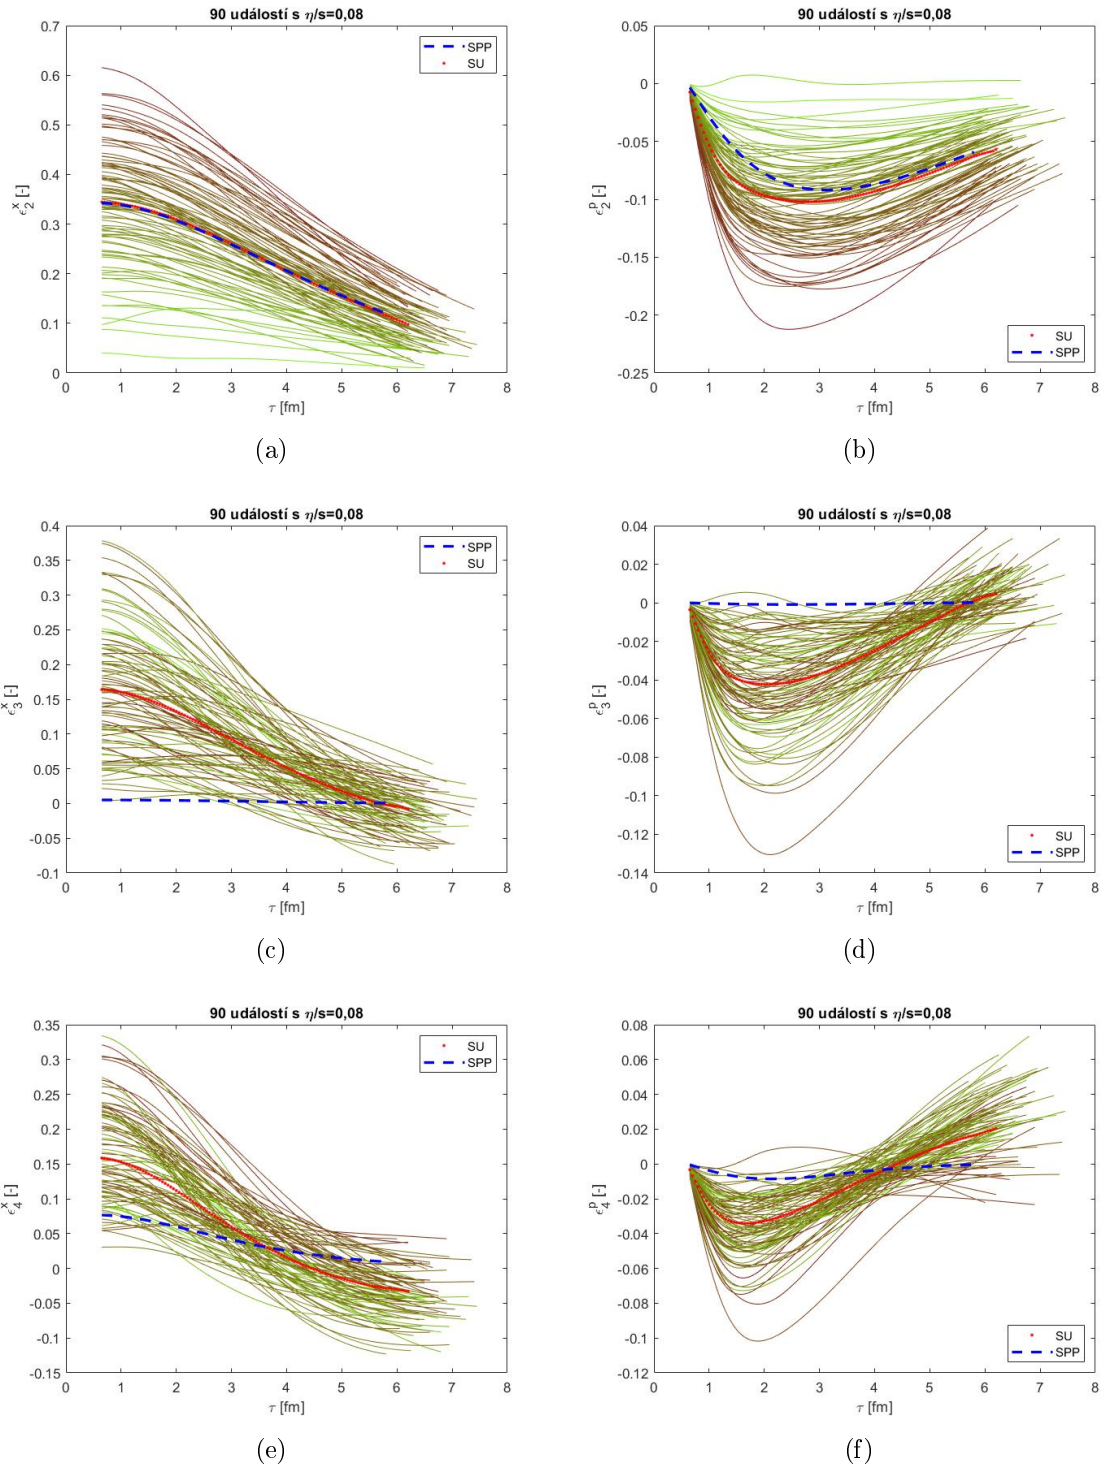 90 událostí s η/s=0,08
0.7
0.6
0.5
0.4
0.3
0.2
0.1
0
0 1 2 3 4 5 6 7 8
ϵ₂ˣ [-]
τ [fm]
SPP
SU
(a)
90 událostí s η/s=0,08
0.05
0
-0.05
-0.1
-0.15
-0.2
-0.25
0 1 2 3 4 5 6 7 8
ϵ₂ᵖ [-]
τ [fm]
SU
SPP
(b)
90 událostí s η/s=0,08
0.4
0.35
0.3
0.25
0.2
0.15
0.1
0.05
0
-0.05
-0.1
0 1 2 3 4 5 6 7 8
ϵ₃ˣ [-]
τ [fm]
SPP
SU
(c)
90 událostí s η/s=0,08
0.04
0.02
0
-0.02
-0.04
-0.06
-0.08
-0.1
-0.12
-0.14
0 1 2 3 4 5 6 7 8
ϵ₃ᵖ [-]
τ [fm]
SU
SPP
(d)
90 událostí s η/s=0,08
0.35
0.3
0.25
0.2
0.15
0.1
0.05
0
-0.05
-0.1
-0.15
0 1 2 3 4 5 6 7 8
ϵ₄ˣ [-]
τ [fm]
SU
SPP
(e)
90 událostí s η/s=0,08
0.08
0.06
0.04
0.02
0
-0.02
-0.04
-0.06
-0.08
-0.1
-0.12
0 1 2 3 4 5 6 7 8
ϵ₄ᵖ [-]
τ [fm]
SU
SPP
(f)